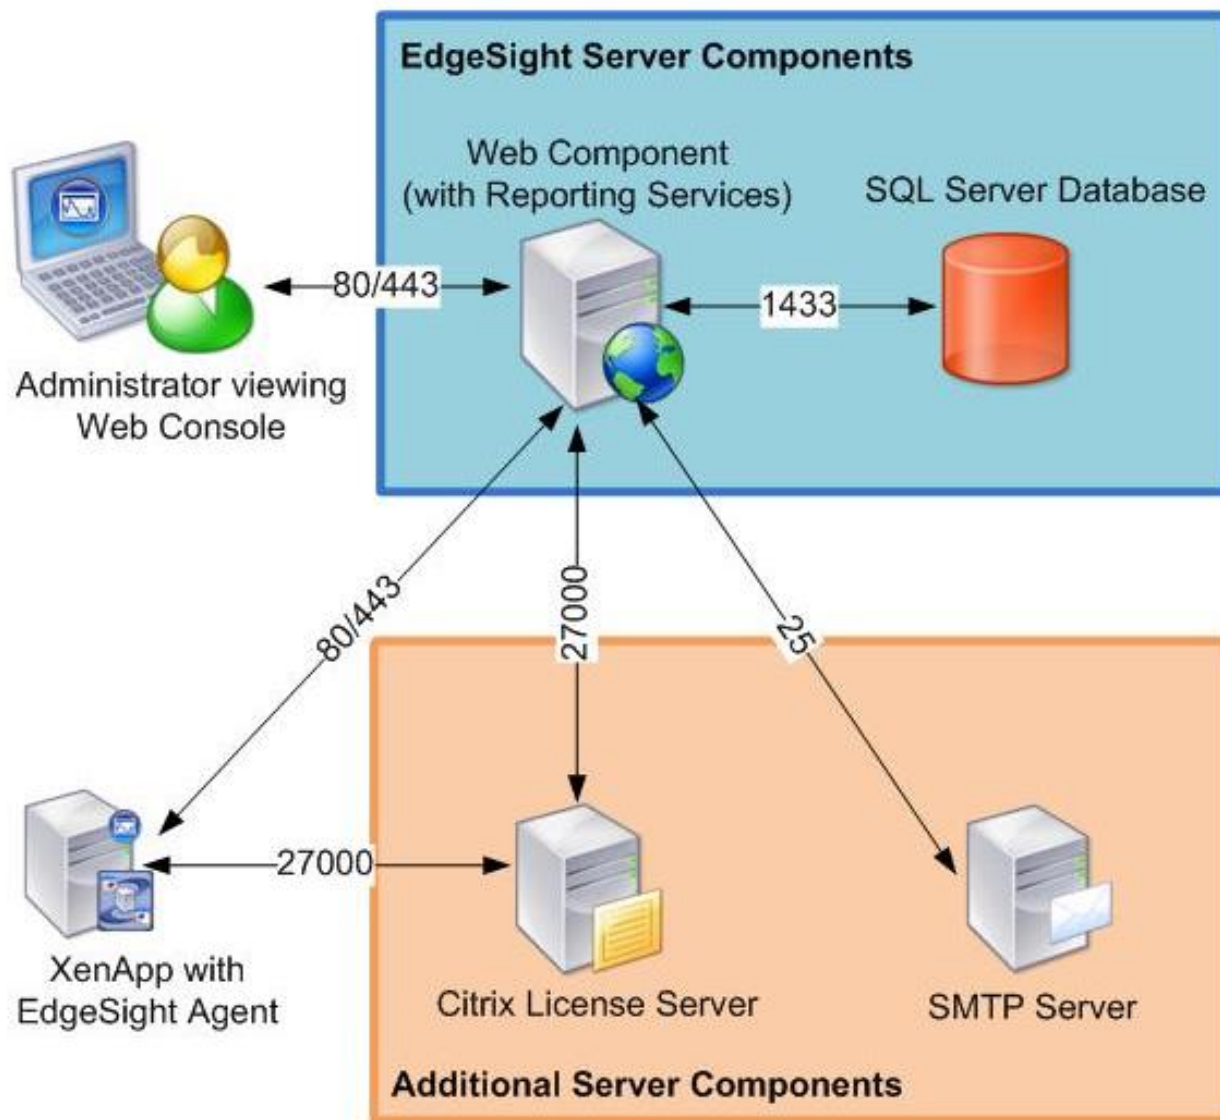 EdgeSight Server Components
Web Component
(with Reporting Services)
SQL Server Database
80/443
1433
Administrator viewing
Web Console
80/443
27000
25
27000
XenApp with
EdgeSight Agent
Citrix License Server
SMTP Server
Additional Server Components